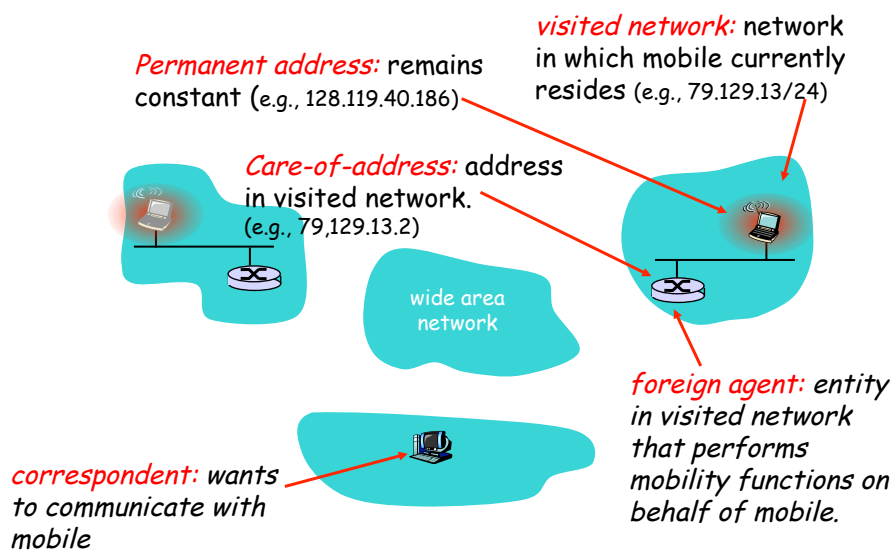 visited network: network
in which mobile currently
resides (e.g., 79.129.13/24)
Permanent address: remains
constant (e.g., 128.119.40.186)
Care-of-address: address
in visited network.
(e.g., 79,129.13.2)
wide area
network
foreign agent: entity
in visited network
that performs
mobility functions on
behalf of mobile.
correspondent: wants
to communicate with
mobile